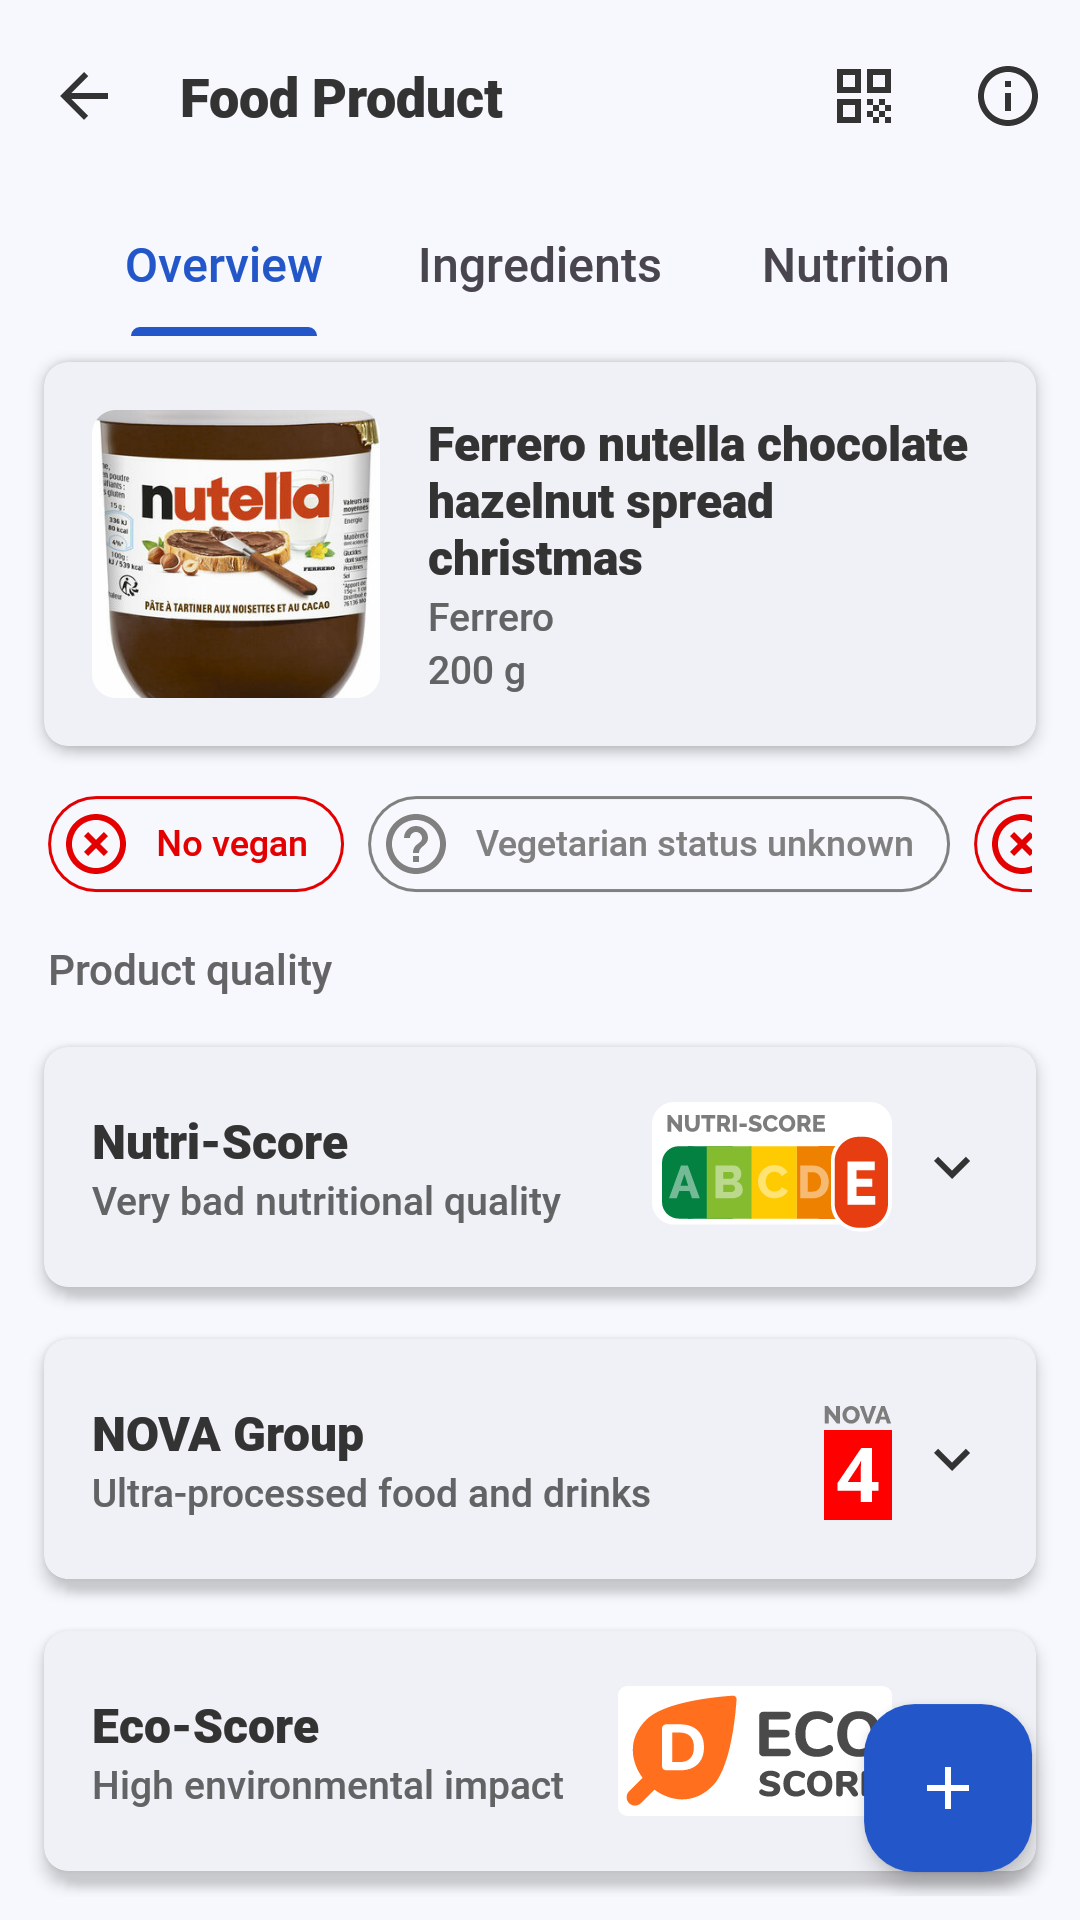 Food Product
Overview
Ingredients
Nutrition
nutella
FERRERO
PÂTE À TARTINER AUX NOISETTES ET AU CACAO
Ferrero nutella chocolate
hazelnut spread
christmas
Ferrero
200 g
No vegan
Vegetarian status unknown
Product quality
Nutri-Score
Very bad nutritional quality
NUTRI-SCORE
A B C D E
NOVA Group
Ultra-processed food and drinks
NOVA
4
Eco-Score
High environmental impact
D
ECO
SCOR